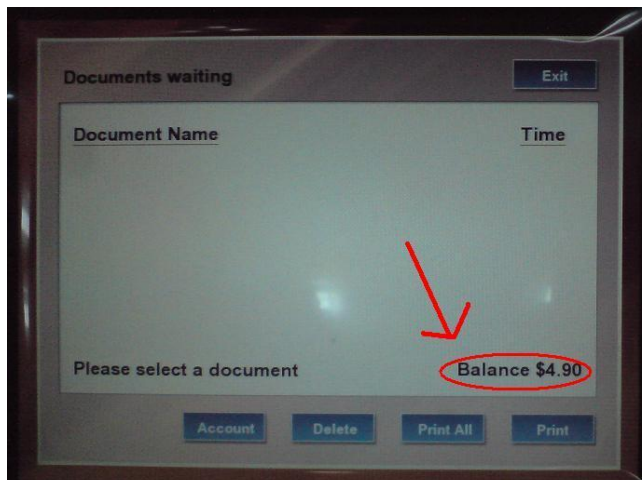 Documents waiting Exit
Document Name Time
Please select a document Balance $4.90
Account Delete Print All Print